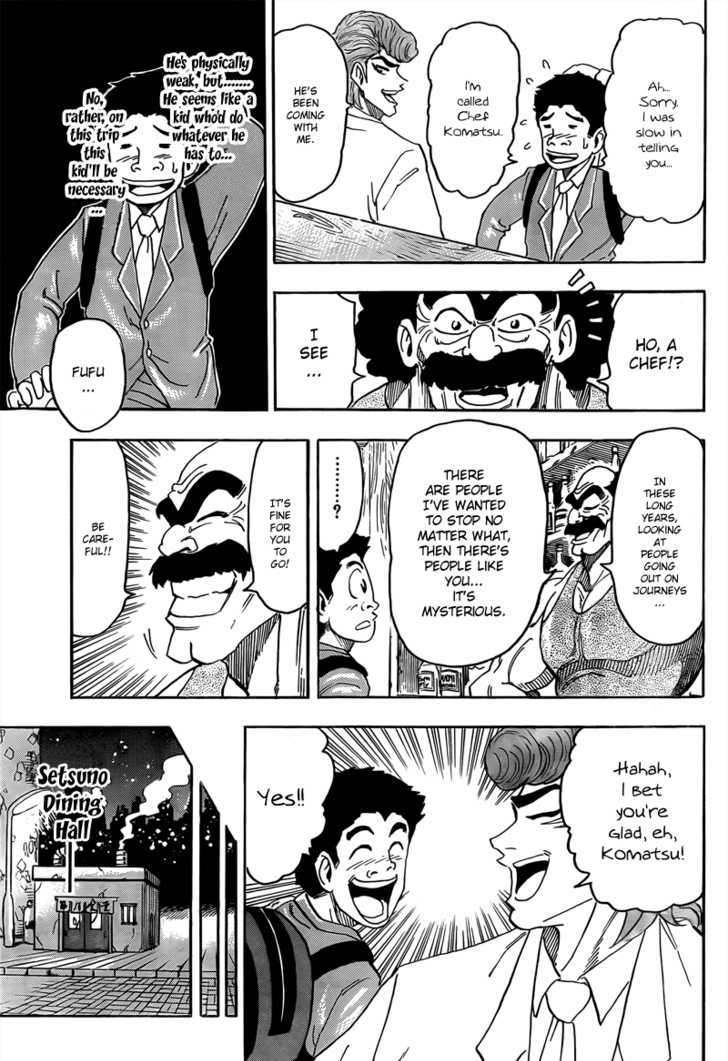 Ah...
Sorry.
I was
slow in
telling
you...
I'm
called
Chef
Komatsu.
HE'S
BEEN
COMING
WITH
ME.
He's physically
weak, but.......
He seems like a
kid who'd do
whatever he
has to...
No,
rather, on
this trip
this
kid'll be
necessary
...
FUFU
...
HO, A
CHEF!?
I
SEE
...
IN
THESE
LONG
YEARS,
LOOKING
AT
PEOPLE
GOING
OUT ON
JOURNEYS
...
THERE
ARE PEOPLE
I'VE WANTED
TO STOP NO
MATTER WHAT,
THEN THERE'S
PEOPLE LIKE
YOU...
IT'S
MYSTERIOUS.
.........
?
IT'S
FINE
FOR
YOU
TO
GO!
BE
CARE-
FUL!!
Hahah,
I bet
you're
glad, eh,
Komatsu!
Yes!!
Setsuno
Dining
Hall